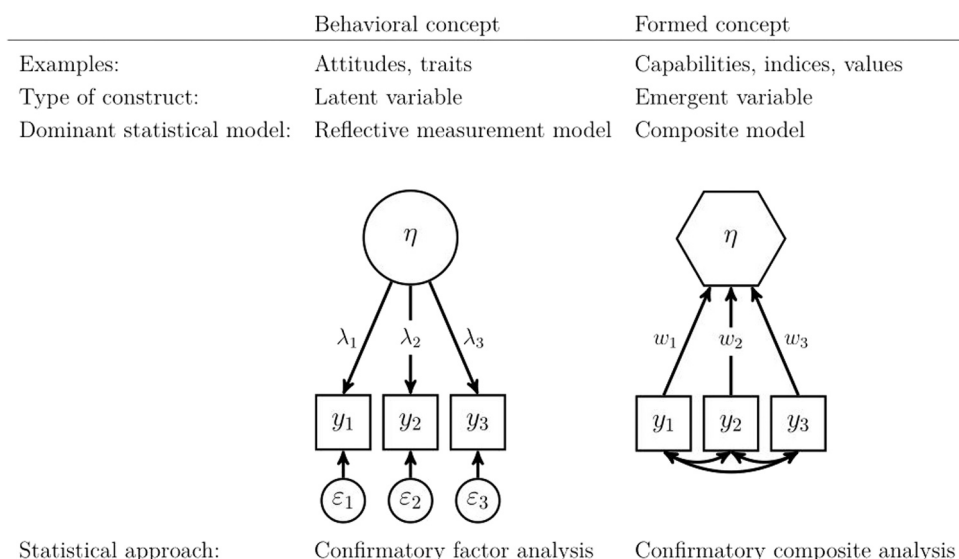 Behavioral concept Formed concept
Examples: Attitudes, traits Capabilities, indices, values
Type of construct: Latent variable Emergent variable
Dominant statistical model: Reflective measurement model Composite model
η η
λ₁ λ₂ λ₃ w₁ w₂ w₃
y₁ y₂ y₃ y₁ y₂ y₃
ε₁ ε₂ ε₃
Statistical approach: Confirmatory factor analysis Confirmatory composite analysis